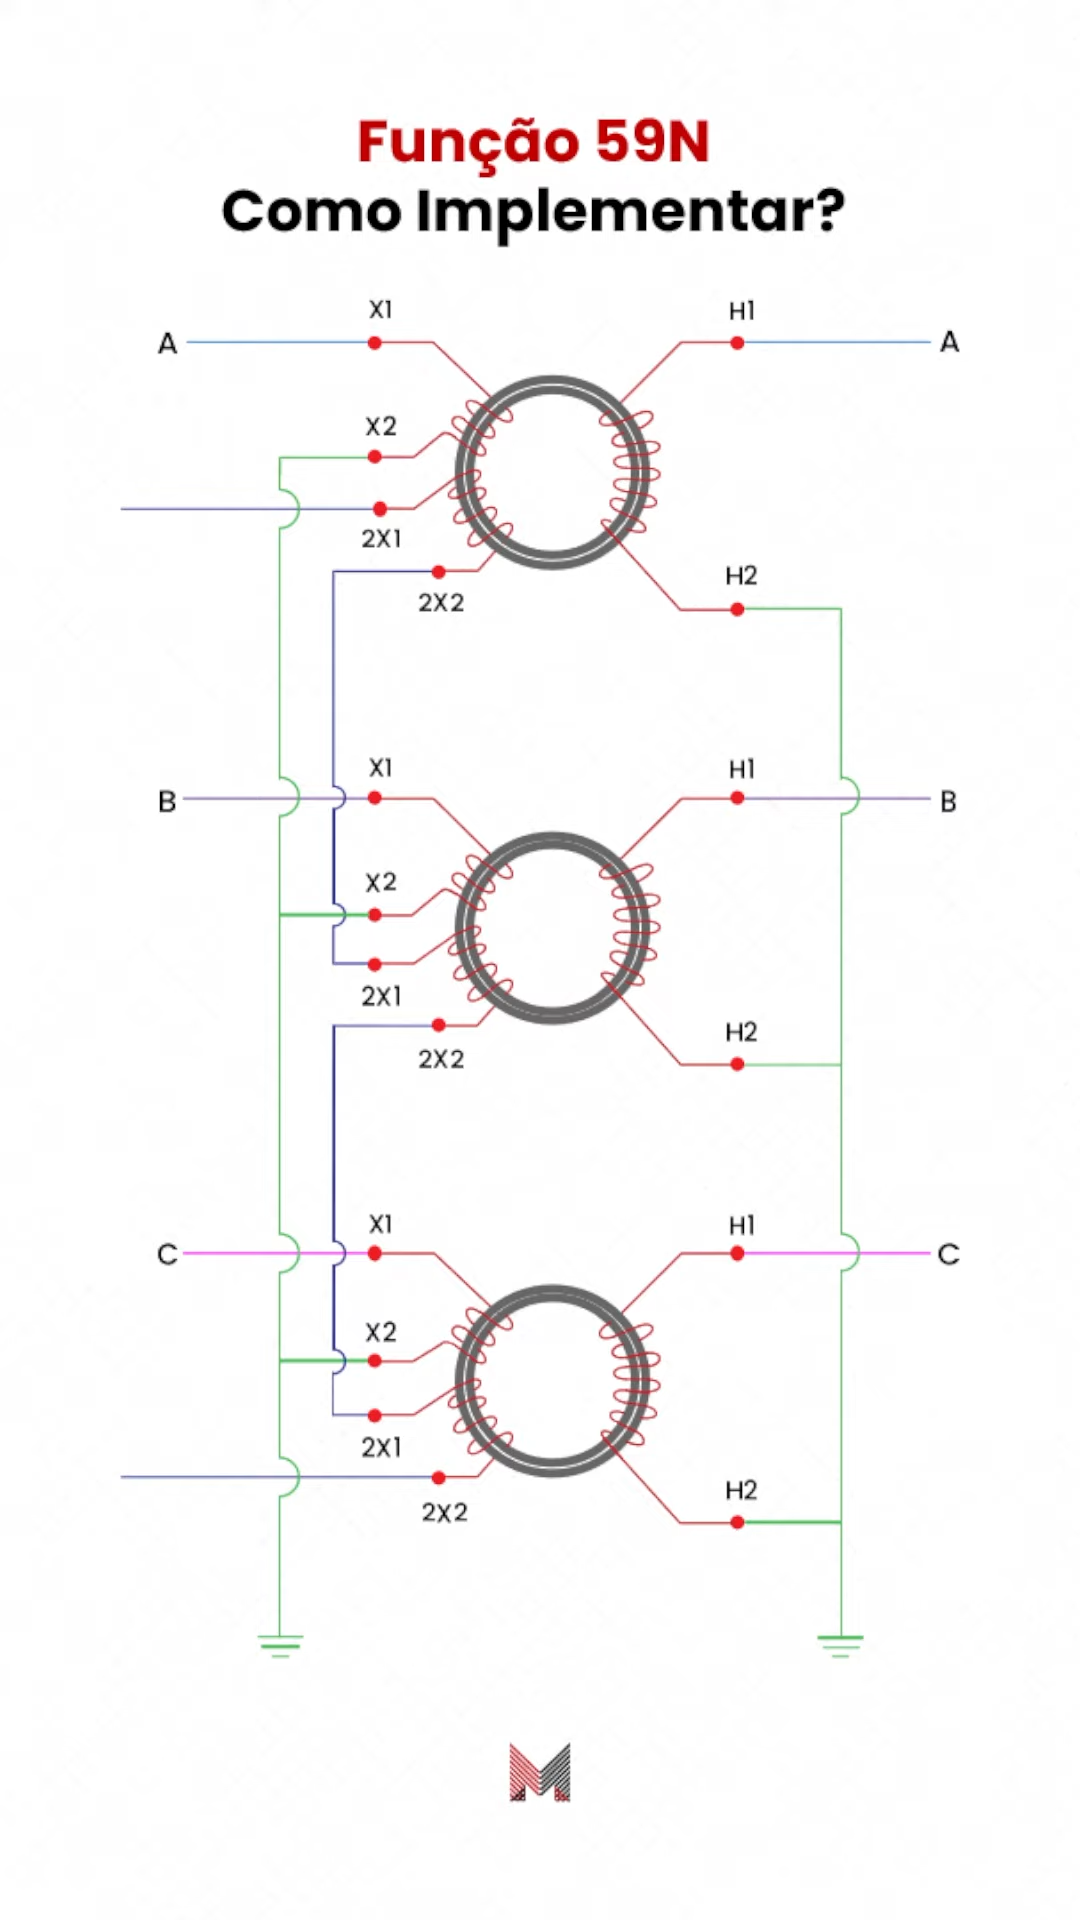 Função 59N
Como Implementar?
X1
H1
A
A
X2
2X1
H2
2X2
X1
H1
B
B
X2
2X1
H2
2X2
X1
H1
C
C
X2
2X1
H2
2X2
M